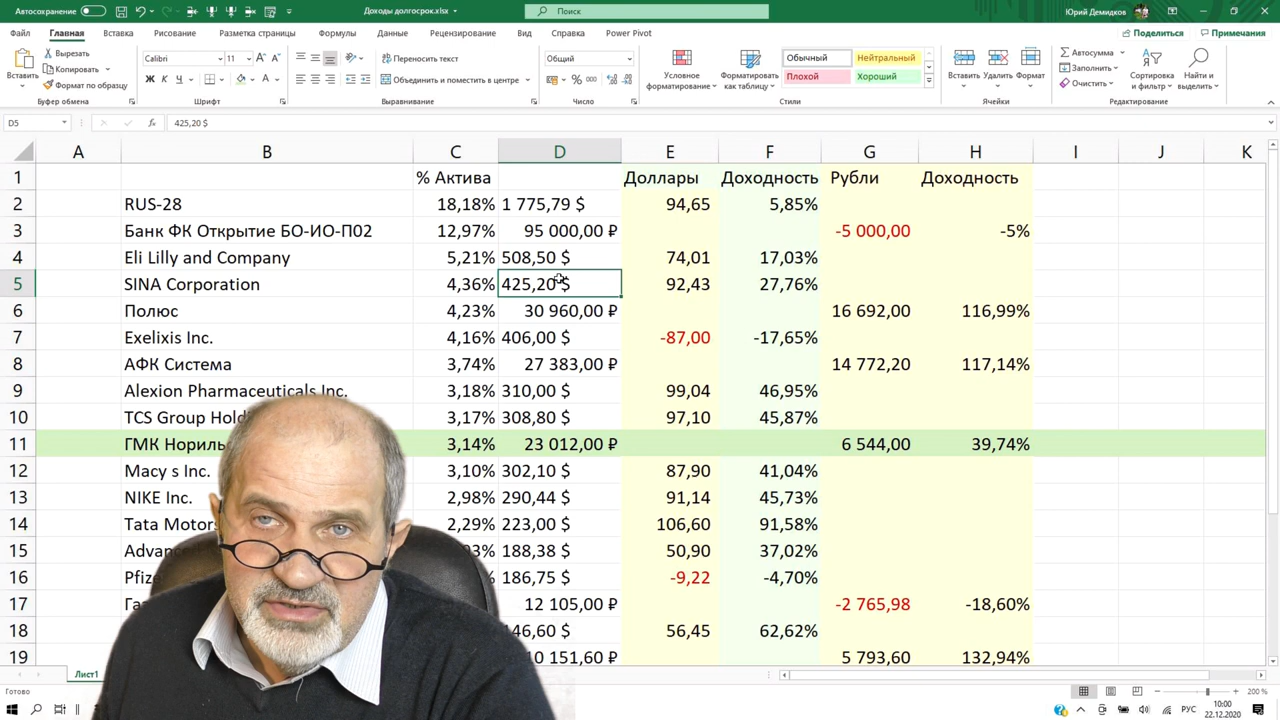 Автосохранение
Доходы долгосрок.xlsx
Поиск
Юрий Демидков
Файл Главная Вставка Рисование Разметка страницы Формулы Данные Рецензирование Вид Справка Power Pivot
Поделиться Примечания
Вставить
Вырезать
Копировать
Формат по образцу
Буфер обмена
Calibri 11
Ж К Ч
Шрифт
Переносить текст
Объединить и поместить в центре
Выравнивание
Общий
Число
Условное форматирование
Форматировать как таблицу
Обычный Нейтральный
Плохой Хороший
Стили
Вставить Удалить Формат
Ячейки
Автосумма
Заполнить
Очистить
Сортировка и фильтр
Найти и выделить
Редактирование
D5 425,20 $
A B C D E F G H I J K
1 % Актива Доллары Доходность Рубли Доходность
2 RUS-28 18,18% 1 775,79 $ 94,65 5,85%
3 Банк ФК Открытие БО-ИО-П02 12,97% 95 000,00 ₽ -5 000,00 -5%
4 Eli Lilly and Company 5,21% 508,50 $ 74,01 17,03%
5 SINA Corporation 4,36% 425,20 $ 92,43 27,76%
6 Полюс 4,23% 30 960,00 ₽ 16 692,00 116,99%
7 Exelixis Inc. 4,16% 406,00 $ -87,00 -17,65%
8 АФК Система 3,74% 27 383,00 ₽ 14 772,20 117,14%
9 Alexion Pharmaceuticals Inc. 3,18% 310,00 $ 99,04 46,95%
10 TCS Group Hold 3,17% 308,80 $ 97,10 45,87%
11 ГМК Нориль 3,14% 23 012,00 ₽ 6 544,00 39,74%
12 Macy s Inc. 3,10% 302,10 $ 87,90 41,04%
13 NIKE Inc. 2,98% 290,44 $ 91,14 45,73%
14 Tata Motors 2,29% 223,00 $ 106,60 91,58%
15 Advance 188,38 $ 50,90 37,02%
16 Pfize 186,75 $ -9,22 -4,70%
17 12 105,00 ₽ -2 765,98 -18,60%
18 146,60 $ 56,45 62,62%
19 10 151,60 ₽ 5 793,60 132,94%
Лист1
Готово
200 %
РУС
10:00
22.12.2020